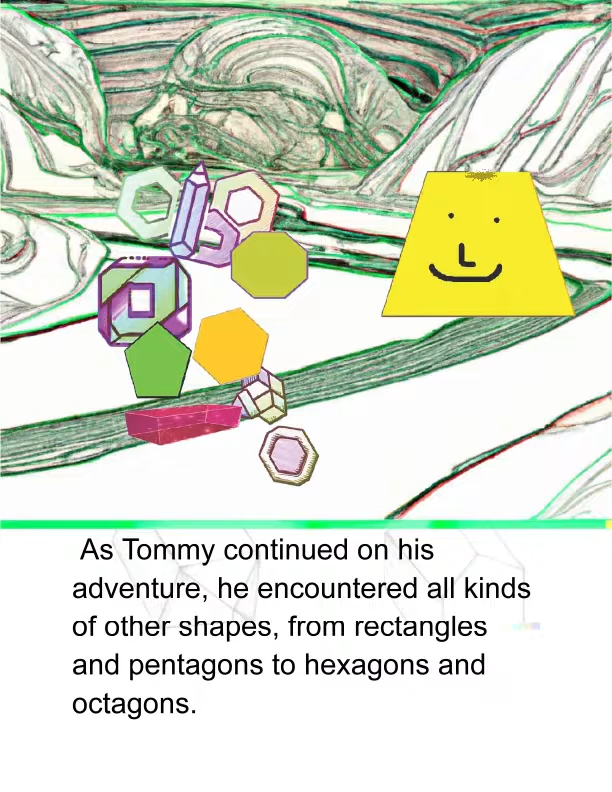 As Tommy continued on his
adventure, he encountered all kinds
of other shapes, from rectangles
and pentagons to hexagons and
octagons.